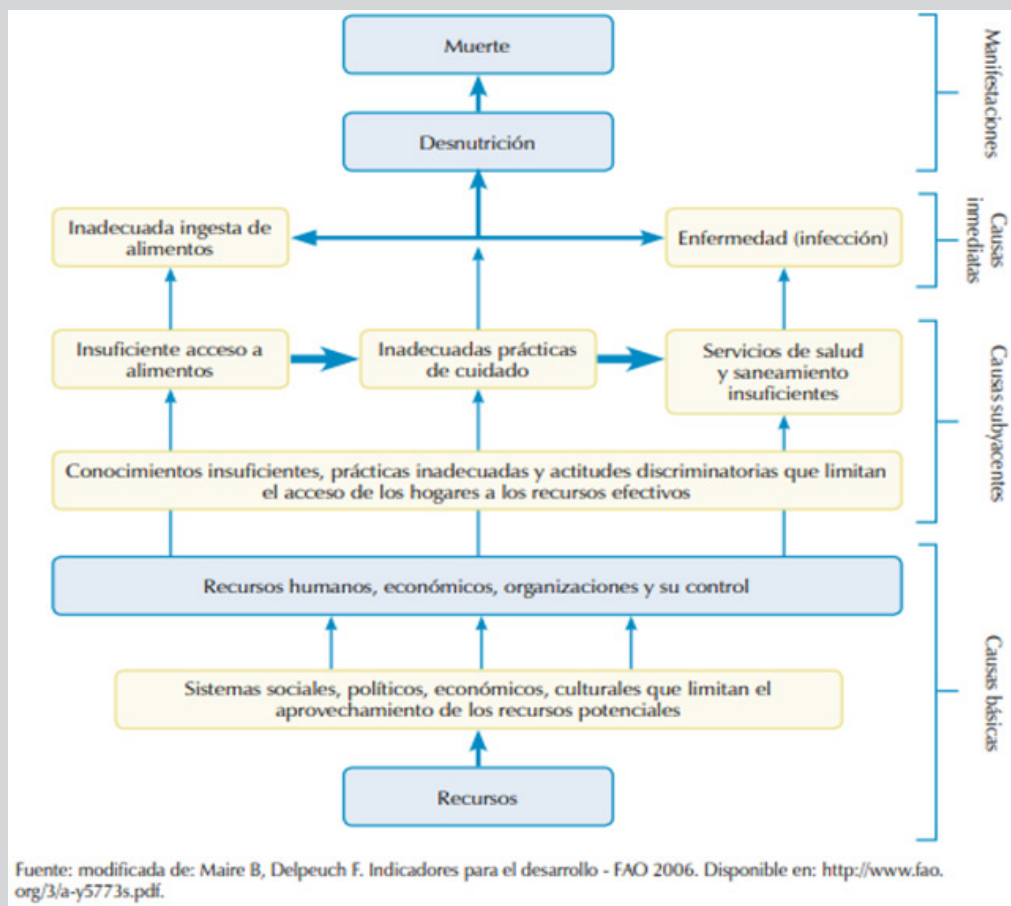 Muerte
Manifestaciones
Desnutrición
Inadecuada ingesta de
alimentos
Enfermedad (infección)
Causas
inmediatas
Insuficiente acceso a
alimentos
Inadecuadas prácticas
de cuidado
Servicios de salud
y saneamiento
insuficientes
Causas subyacentes
Conocimientos insuficientes, prácticas inadecuadas y actitudes discriminatorias que limitan
el acceso de los hogares a los recursos efectivos
Recursos humanos, económicos, organizaciones y su control
Causas básicas
Sistemas sociales, políticos, económicos, culturales que limitan el
aprovechamiento de los recursos potenciales
Recursos
Fuente: modificada de: Maire B, Delpeuch F. Indicadores para el desarrollo - FAO 2006. Disponible en: http://www.fao.
org/3/a-y5773s.pdf.